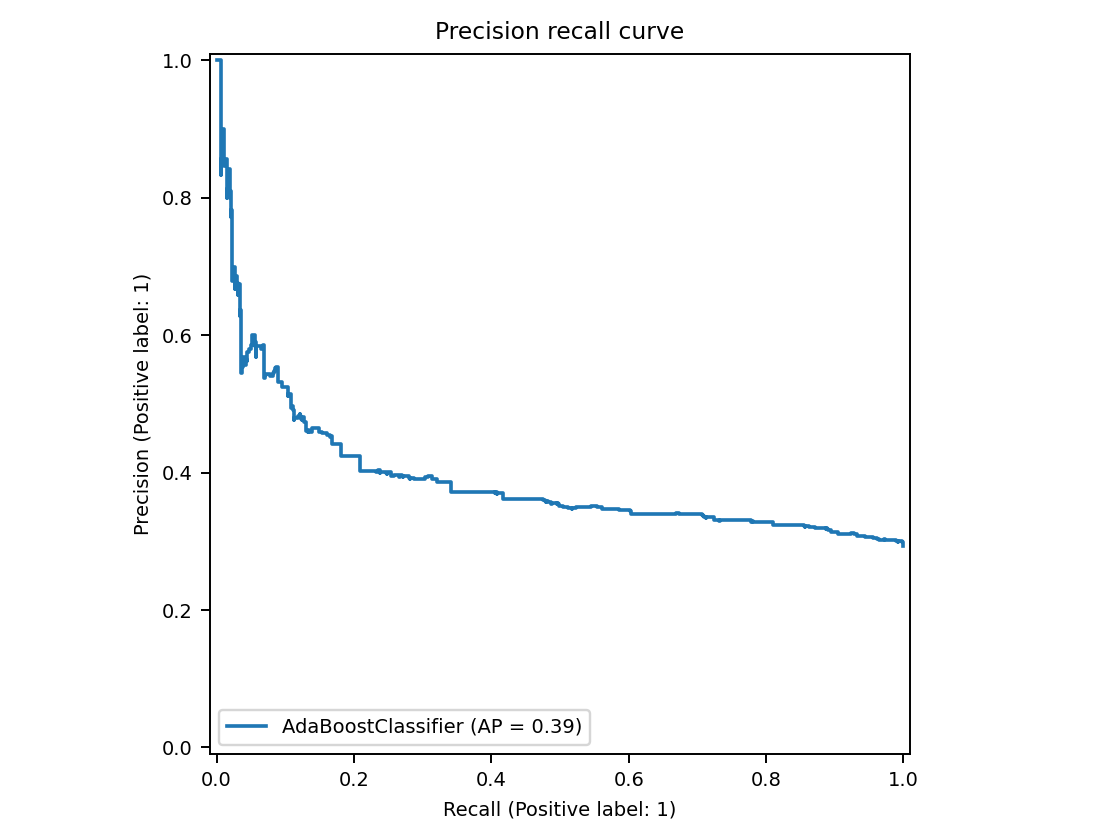 Precision recall curve
1.0
0.8
0.6
0.4
0.2
0.0
Precision (Positive label: 1)
AdaBoostClassifier (AP = 0.39)
0.0 0.2 0.4 0.6 0.8 1.0
Recall (Positive label: 1)